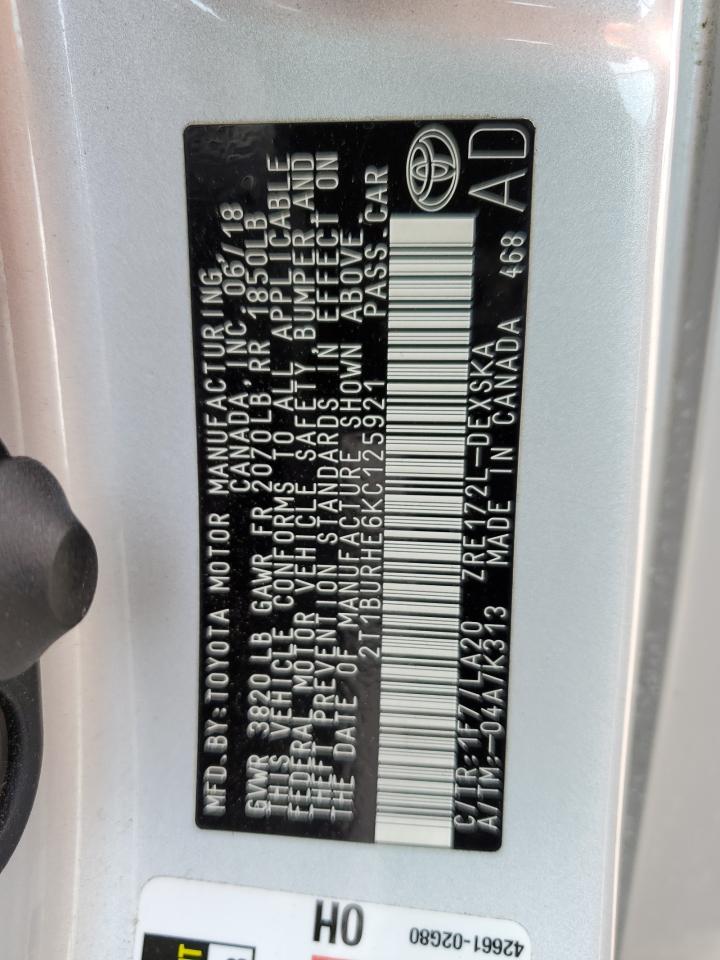 MFD. BY: TOYOTA MOTOR MANUFACTURING,
CANADA, INC. 06/18
GVWR 3820LB GAWR FR 2070LB, RR 1850LB
THIS VEHICLE CONFORMS TO ALL APPLICABLE
FEDERAL MOTOR VEHICLE SAFETY, BUMPER AND
THEFT PREVENTION STANDARDS IN EFFECT ON
THE DATE OF MANUFACTURE SHOWN ABOVE.
2T1BURHE6KC125921 PASS. CAR
C/TR:1F7/LA20 ZRE172L-DEXSKA
A/TM:-04A/K313 MADE IN CANADA 468
AD
OH
42661-02G80